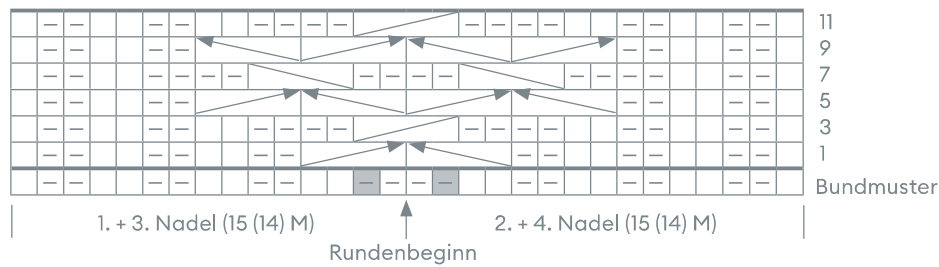 11
9
7
5
3
1
Bundmuster
1. + 3. Nadel (15 (14) M)
2. + 4. Nadel (15 (14) M)
Rundenbeginn